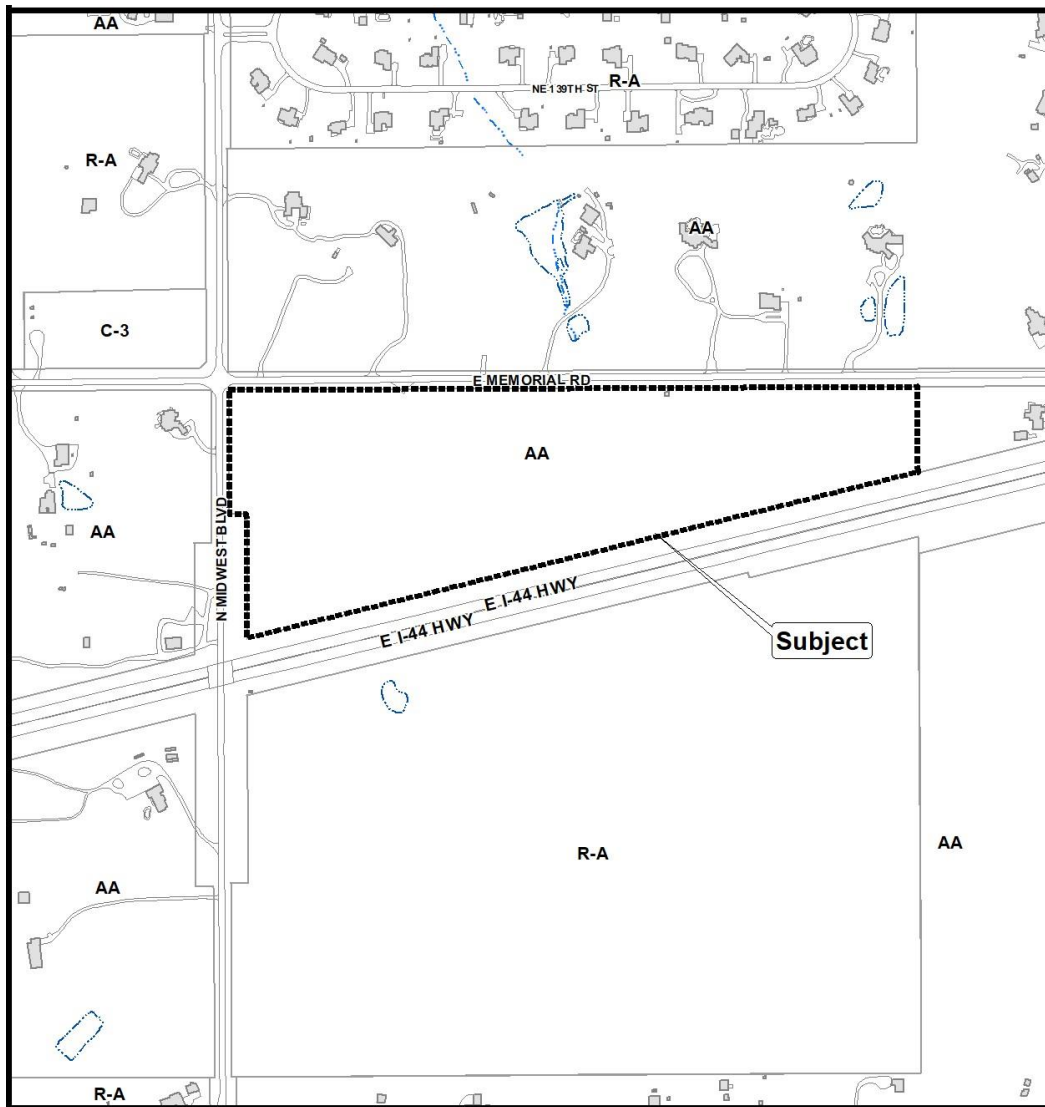 AA
R-A
NE 139TH ST
R-A
AA
C-3
E MEMORIAL RD
AA
N MIDWEST BLVD
AA
E I-44 HWY
E I-44 HWY
Subject
R-A
AA
AA
R-A